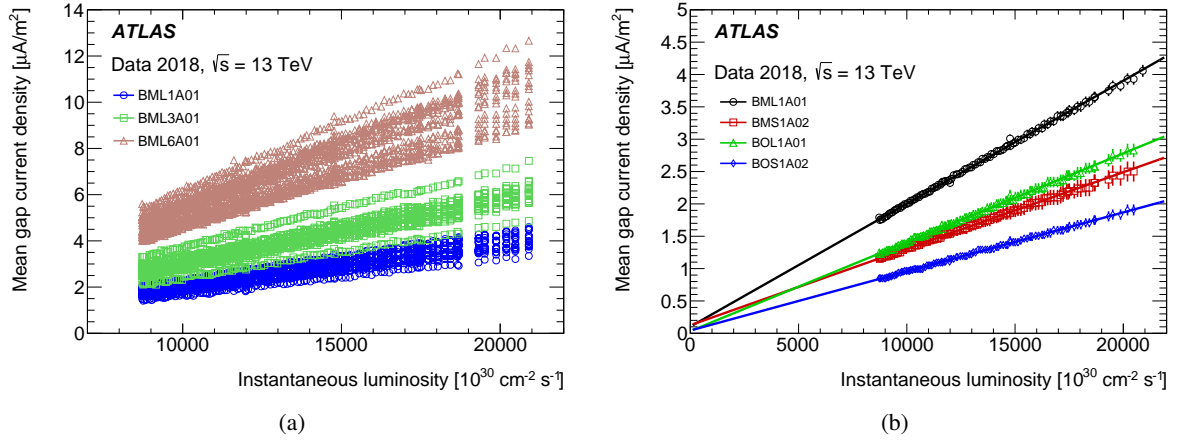 ATLAS
Data 2018, √s = 13 TeV
BML1A01
BML3A01
BML6A01
Mean gap current density [μA/m²]
14
12
10
8
6
4
2
0
10000 15000 20000
Instantaneous luminosity [10³⁰ cm⁻² s⁻¹]
(a)
ATLAS
Data 2018, √s = 13 TeV
BML1A01
BMS1A02
BOL1A01
BOS1A02
Mean gap current density [μA/m²]
5
4.5
4
3.5
3
2.5
2
1.5
1
0.5
0
0 5000 10000 15000 20000
Instantaneous luminosity [10³⁰ cm⁻² s⁻¹]
(b)